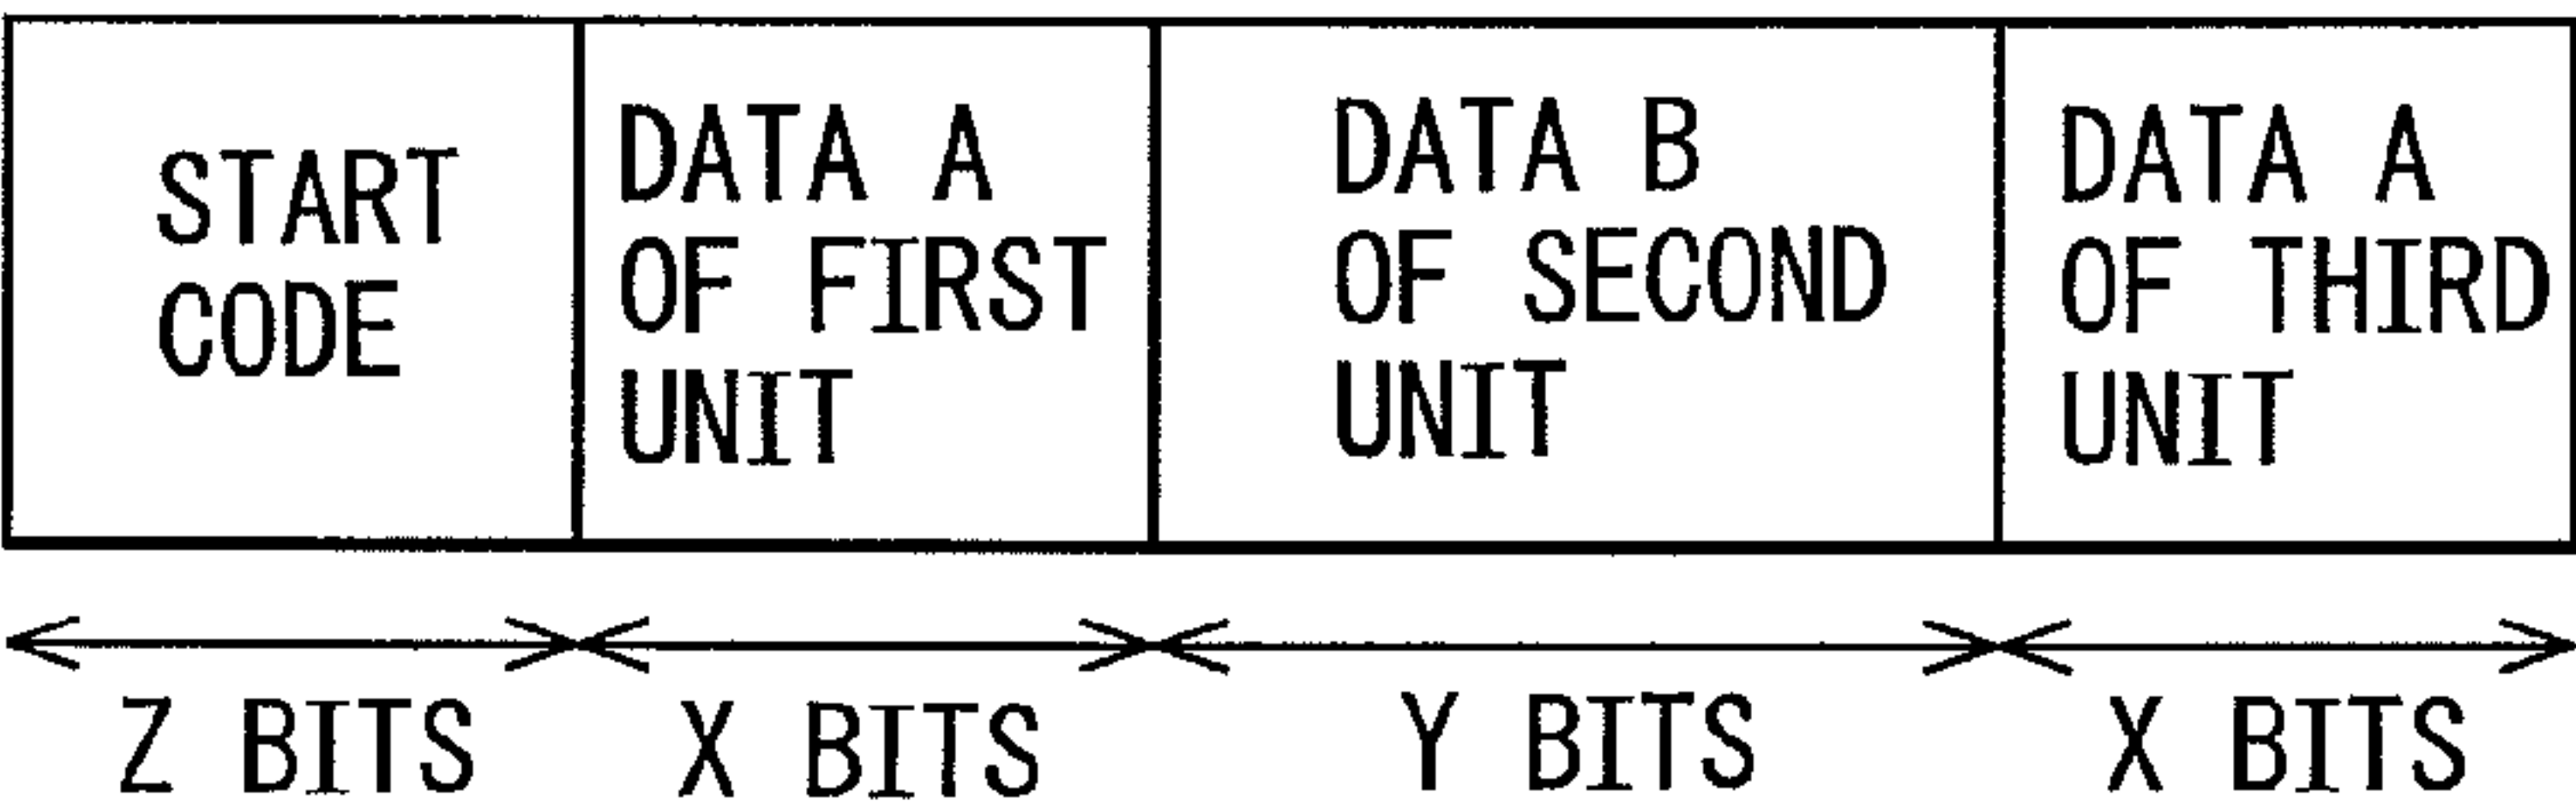 START
CODE
DATA A
OF FIRST
UNIT
DATA B
OF SECOND
UNIT
DATA A
OF THIRD
UNIT
Z BITS
X BITS
Y BITS
X BITS